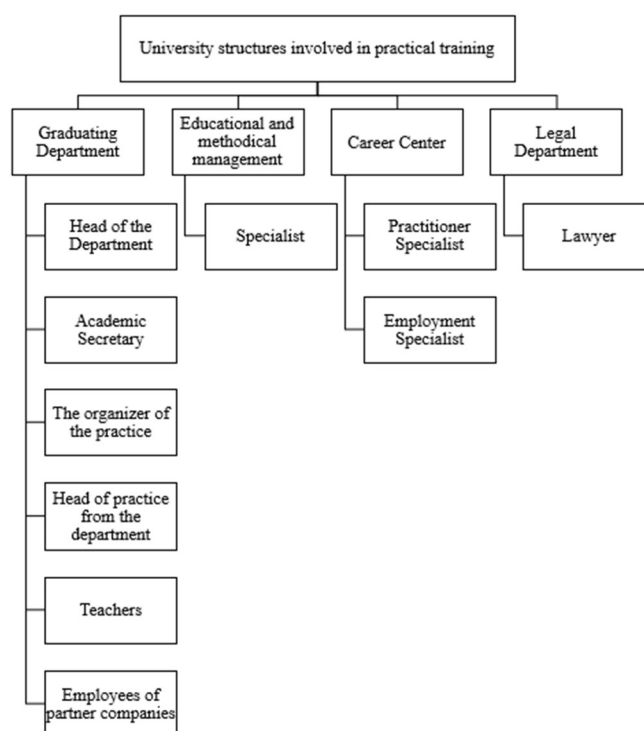 University structures involved in practical training
Graduating
Department
Educational and
methodical
management
Career Center
Legal
Department
Head of the
Department
Specialist
Practitioner
Specialist
Lawyer
Academic
Secretary
Employment
Specialist
The organizer of
the practice
Head of practice
from the
department
Teachers
Employees of
partner companies